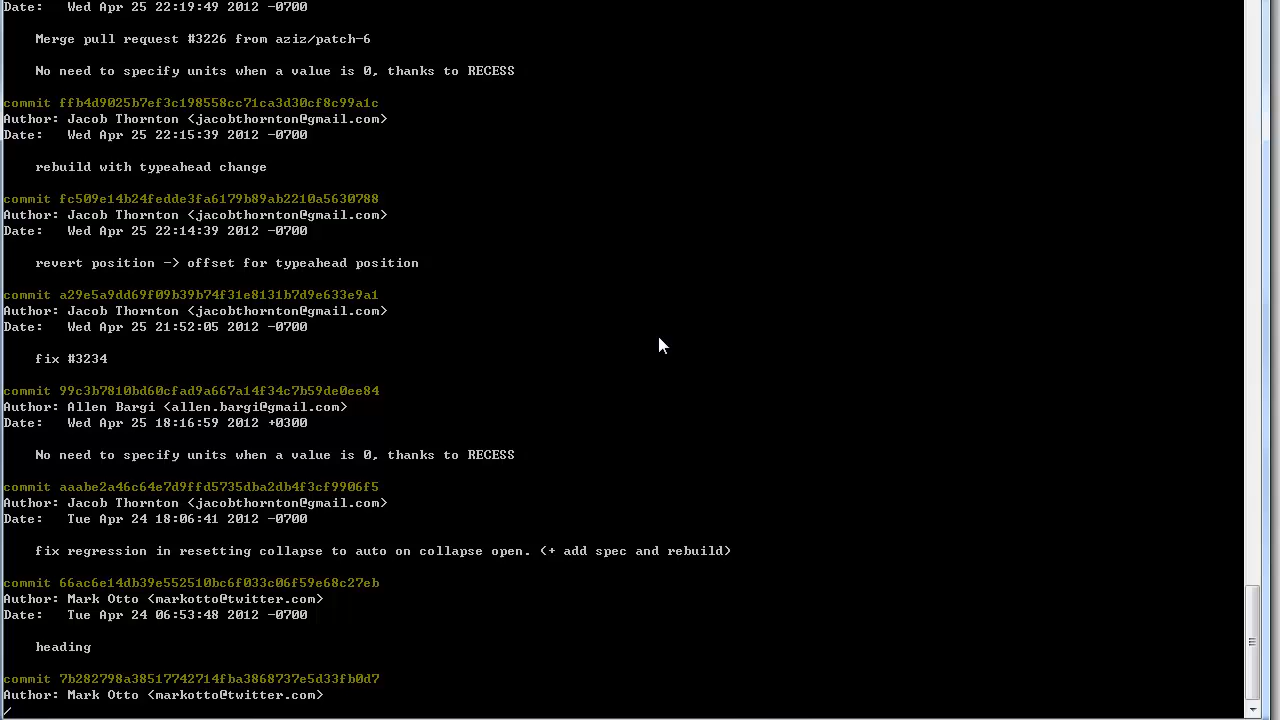 Date:   Wed Apr 25 22:19:49 2012 -0700
Merge pull request #3226 from aziz/patch-6
No need to specify units when a value is 0, thanks to RECESS
commit ffb4d9025b7ef3c198558cc71ca3d30cf8c99a1c
Author: Jacob Thornton <jacobthornton@gmail.com>
Date:   Wed Apr 25 22:15:39 2012 -0700
rebuild with typeahead change
commit fc509e14b24fedde3fa6179b89ab2210a5630788
Author: Jacob Thornton <jacobthornton@gmail.com>
Date:   Wed Apr 25 22:14:39 2012 -0700
revert position -> offset for typeahead position
commit a29e5a9dd69f09b39b74f31e8131b7d9e633e9a1
Author: Jacob Thornton <jacobthornton@gmail.com>
Date:   Wed Apr 25 21:52:05 2012 -0700
fix #3234
commit 99c3b7810bd60cfad9a667a14f34c7b59de0ee84
Author: Allen Bargi <allen.bargi@gmail.com>
Date:   Wed Apr 25 18:16:59 2012 +0300
No need to specify units when a value is 0, thanks to RECESS
commit aaabe2a46c64e7d9ffd5735dba2db4f3cf9906f5
Author: Jacob Thornton <jacobthornton@gmail.com>
Date:   Tue Apr 24 18:06:41 2012 -0700
fix regression in resetting collapse to auto on collapse open. (+ add spec and rebuild)
commit 66ac6e14db39e552510bc6f033c06f59e68c27eb
Author: Mark Otto <markotto@twitter.com>
Date:   Tue Apr 24 06:53:48 2012 -0700
heading
commit 7b282798a38517742714fba3868737e5d33fb0d7
Author: Mark Otto <markotto@twitter.com>
/